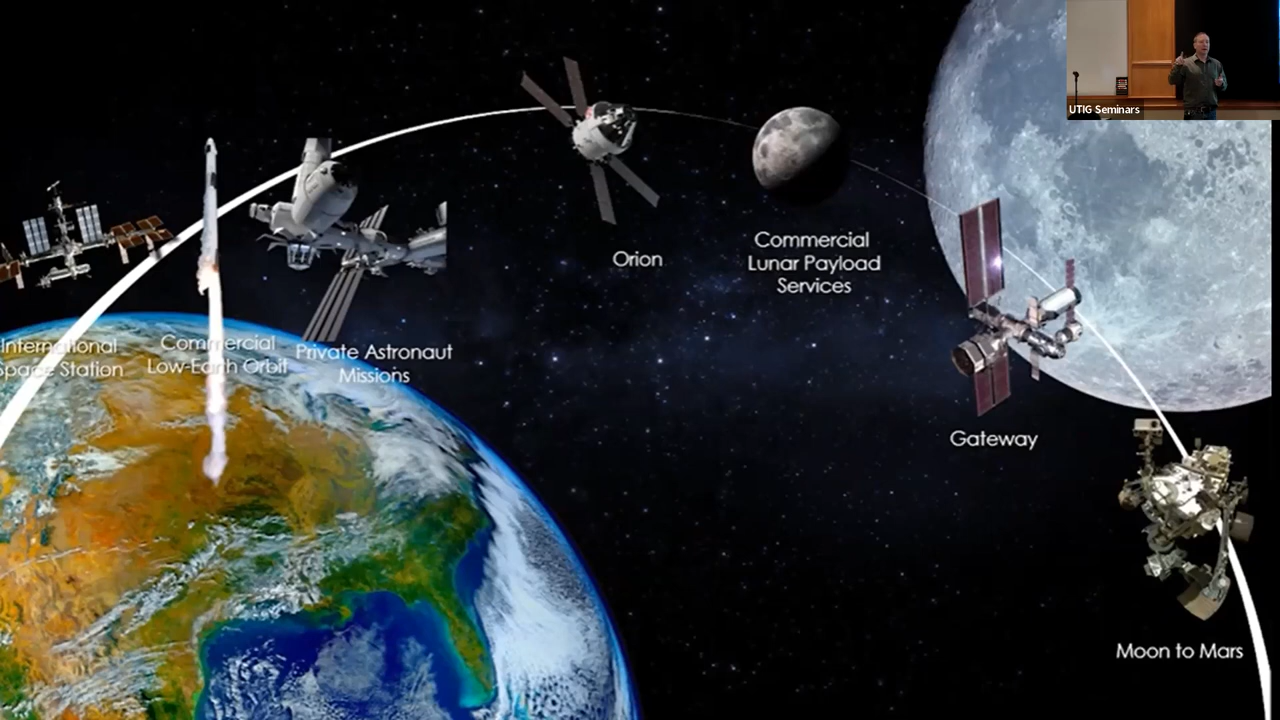 UTIG Seminars
International
Space Station
Commercial
Low-Earth Orbit
Private Astronaut
Missions
Orion
Commercial
Lunar Payload
Services
Gateway
Moon to Mars